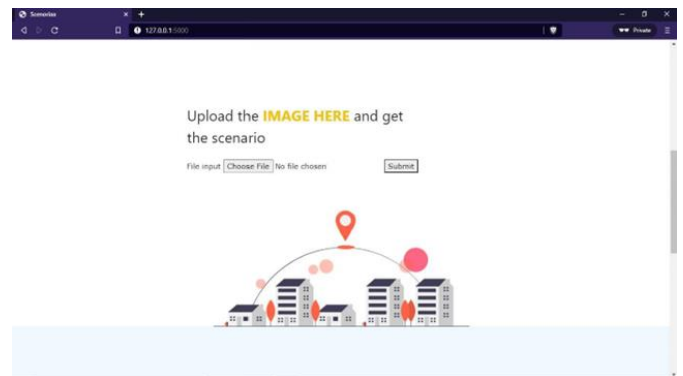 Scenarios
127.0.0.1:5000
Private
Upload the IMAGE HERE and get
the scenario
File input Choose File No file chosen Submit